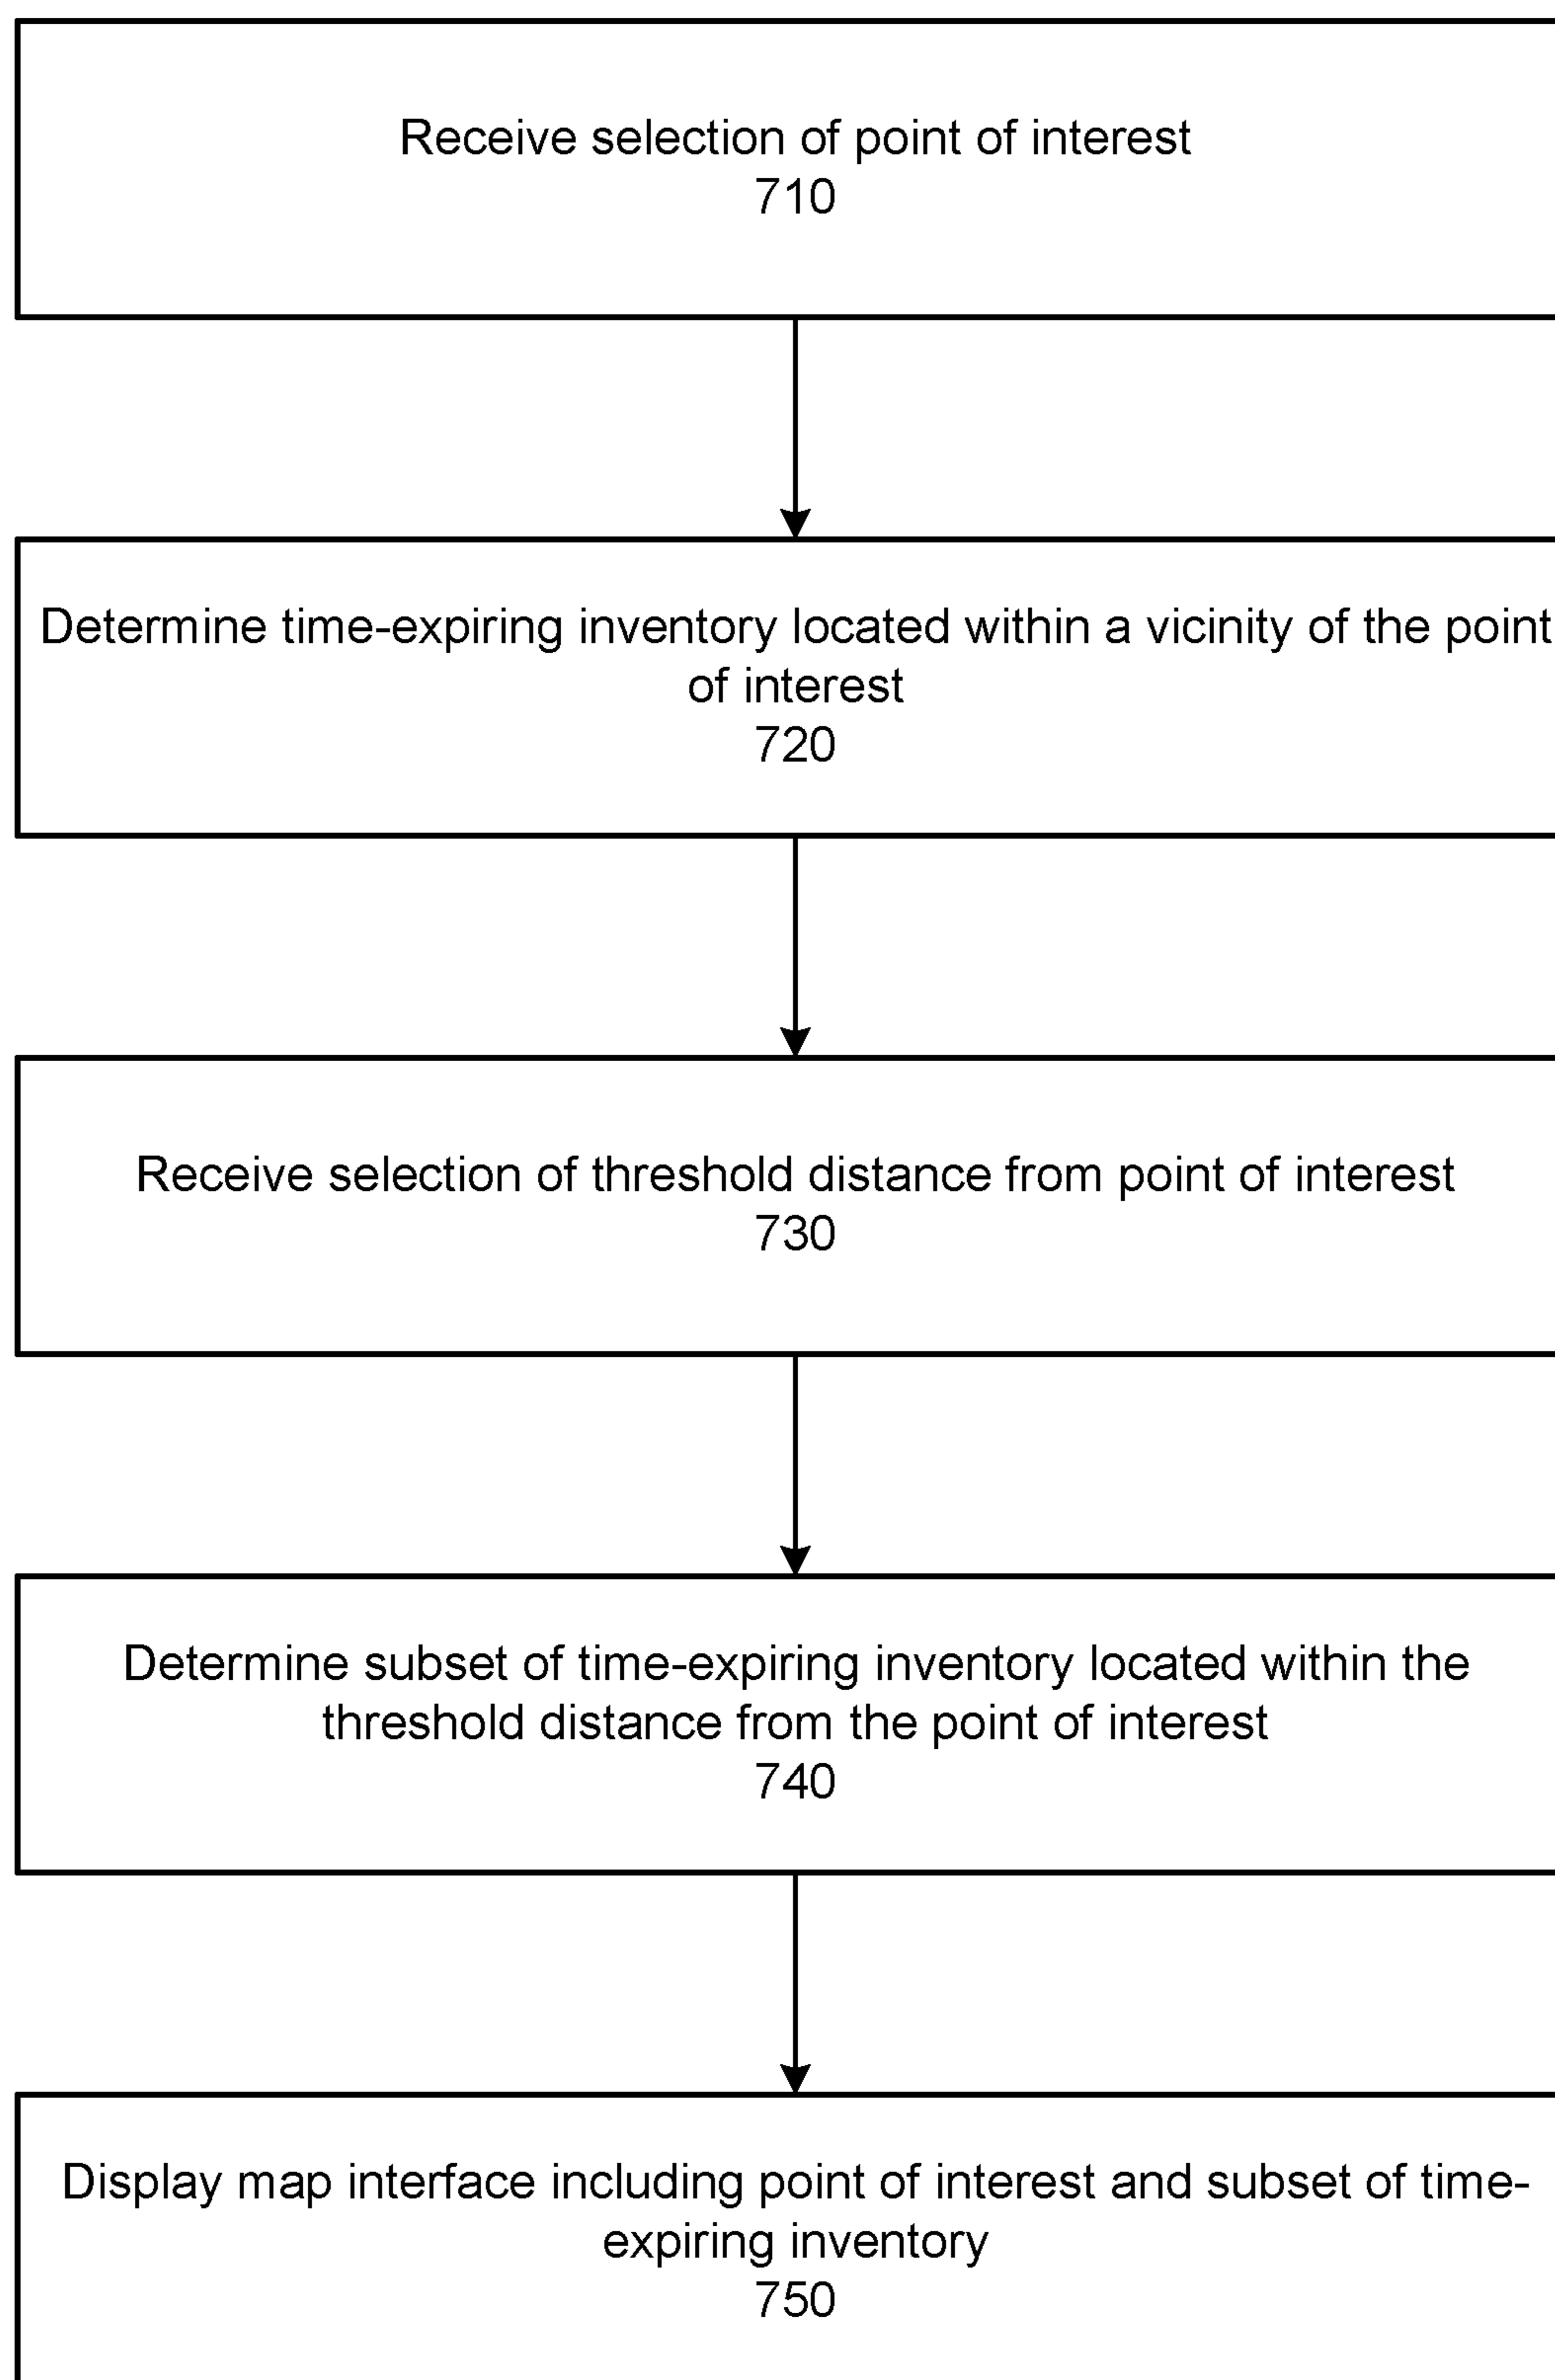 Receive selection of point of interest
710
Determine time-expiring inventory located within a vicinity of the point
of interest
720
Receive selection of threshold distance from point of interest
730
Determine subset of time-expiring inventory located within the
threshold distance from the point of interest
740
Display map interface including point of interest and subset of time-
expiring inventory
750